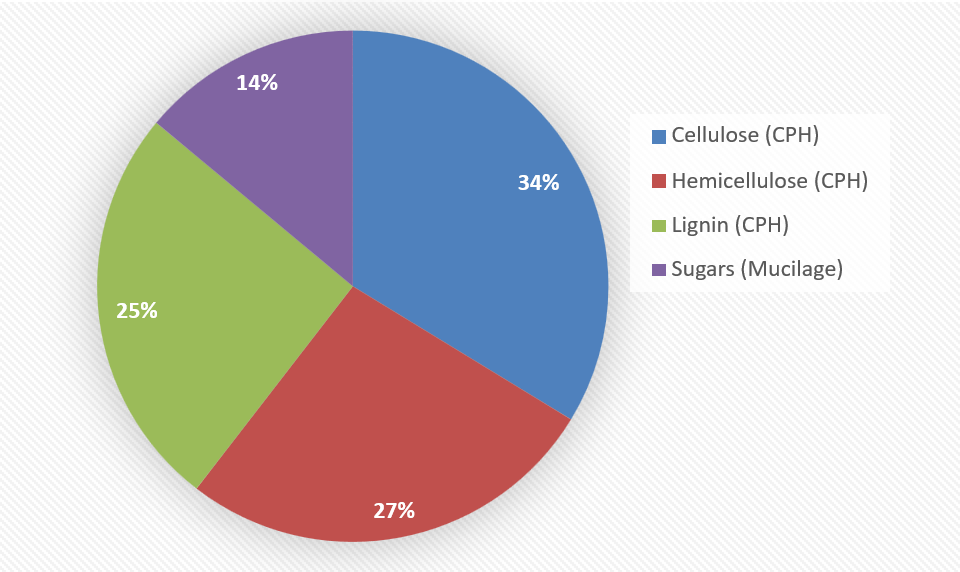 14%
34%
25%
27%
Cellulose (CPH)
Hemicellulose (CPH)
Lignin (CPH)
Sugars (Mucilage)